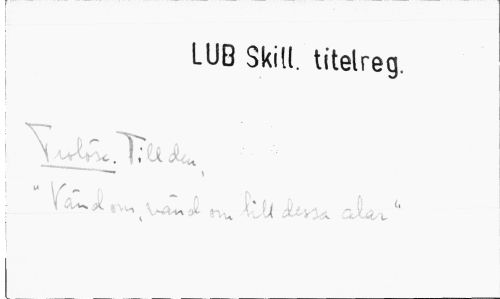 LUB Skill. titelreg.
Trolöse. Till den,
"Vänd om, vänd om till dessa alar"